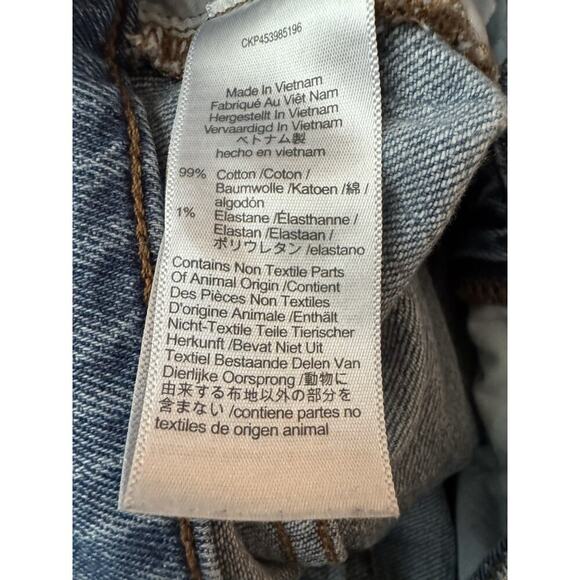 CKP453985196
Made In Vietnam
Fabriqué Au Viêt Nam
Hergestellt In Vietnam
Vervaardigd In Vietnam
ベトナム製
hecho en vietnam
99% Cotton /Coton /
Baumwolle /Katoen /綿 /
algodón
1% Elastane /Élasthanne /
Elastan /Elastaan /
ポリウレタン /elastano
Contains Non Textile Parts
Of Animal Origin /Contient
Des Pièces Non Textiles
D'origine Animale /Enthält
Nicht-Textile Teile Tierischer
Herkunft /Bevat Niet Uit
Textiel Bestaande Delen Van
Dierlijke Oorsprong /動物に
由来する布地以外の部分を
含まない /contiene partes no
textiles de origen animal